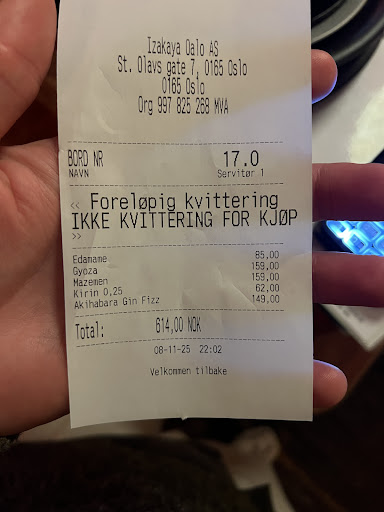 Izakaya Oalo AS
St. Olavs gate 7, 0165 Oslo
0165 Oslo
Org 997 825 268 MVA
BORD NR 17.0
NAVN Servitør 1
<< Foreløpig kvittering
IKKE KVITTERING FOR KJØP
>>
Edamame 85,00
Gyoza 159,00
Mazemen 159,00
Kirin 0,25 62,00
Akihabara Gin Fizz 149,00
Total: 614,00 NOK
08-11-25 22:02
Velkommen tilbake